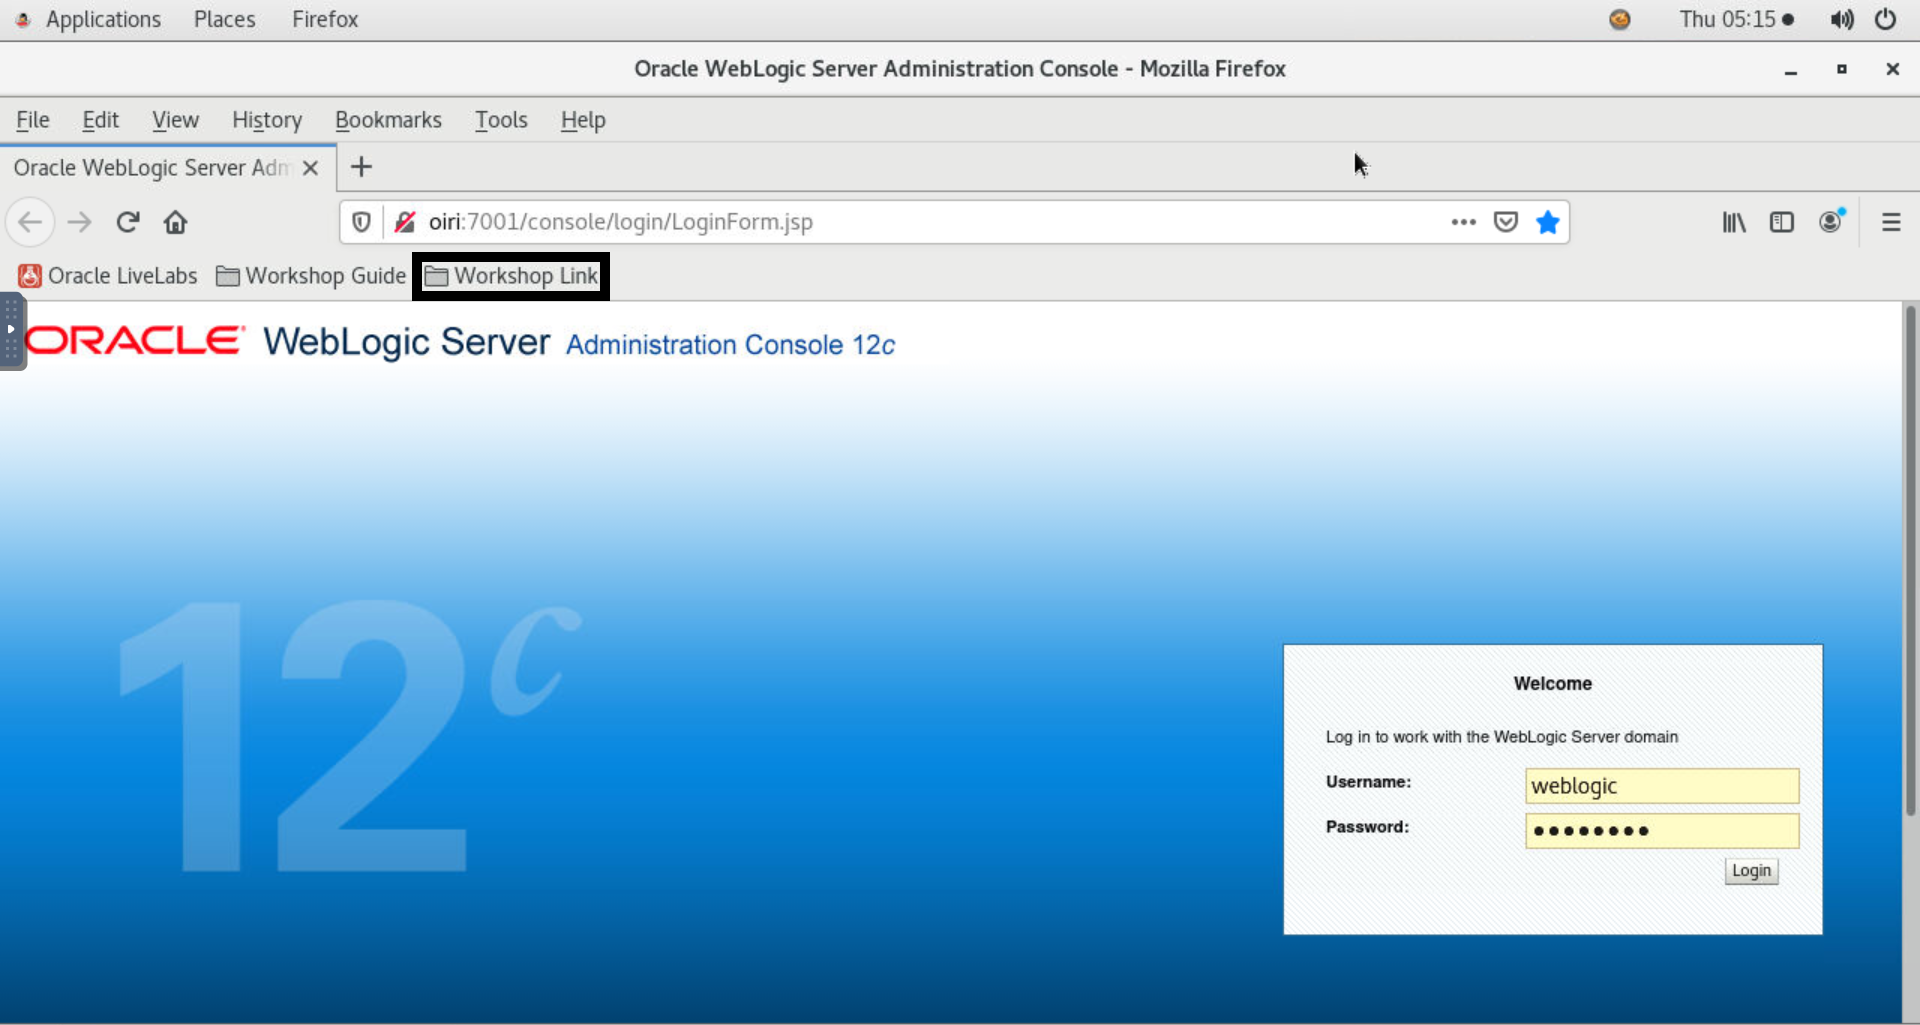 Applications Places Firefox Thu 05:15
Oracle WebLogic Server Administration Console - Mozilla Firefox
File Edit View History Bookmarks Tools Help
Oracle WebLogic Server Adm
oiri:7001/console/login/LoginForm.jsp
Oracle LiveLabs Workshop Guide Workshop Link
ORACLE WebLogic Server Administration Console 12c
12c
Welcome
Log in to work with the WebLogic Server domain
Username: weblogic
Password: ••••••••
Login